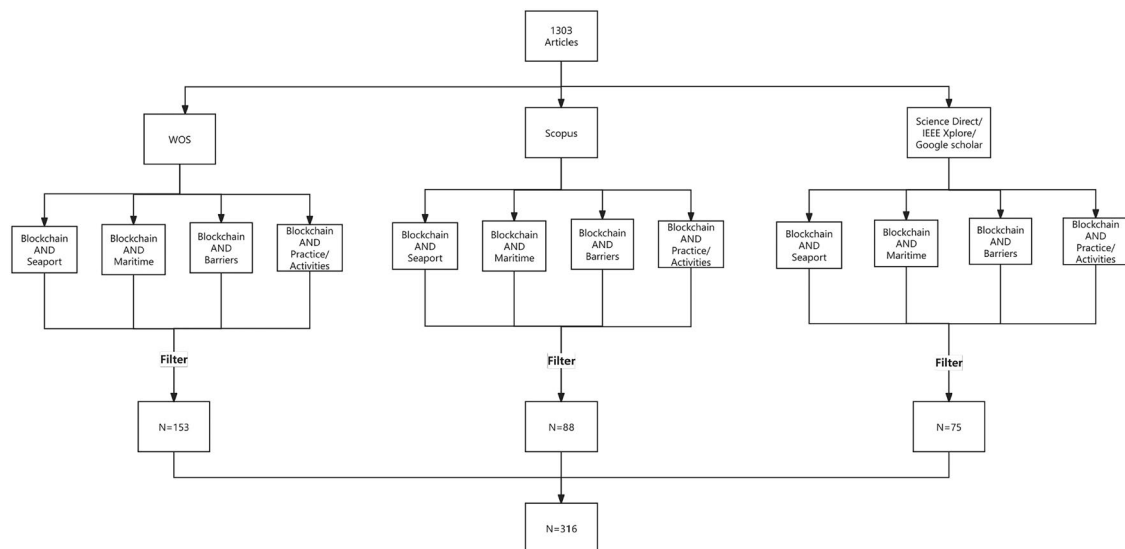 1303
Articles
WOS
Scopus
Science Direct/
IEEE Xplore/
Google scholar
Blockchain
AND
Seaport
Blockchain
AND
Maritime
Blockchain
AND
Barriers
Blockchain
AND
Practice/
Activities
Blockchain
AND
Seaport
Blockchain
AND
Maritime
Blockchain
AND
Barriers
Blockchain
AND
Practice/
Activities
Blockchain
AND
Seaport
Blockchain
AND
Maritime
Blockchain
AND
Barriers
Blockchain
AND
Practice/
Activities
Filter
Filter
Filter
N=153
N=88
N=75
N=316